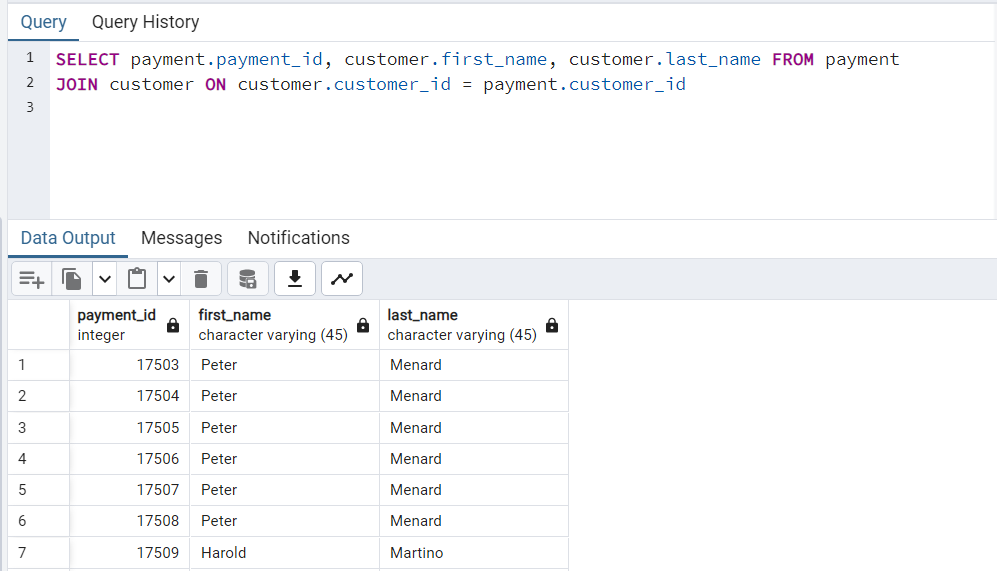 Query Query History
1 SELECT payment.payment_id, customer.first_name, customer.last_name FROM payment
2 JOIN customer ON customer.customer_id = payment.customer_id
3
Data Output Messages Notifications
payment_id first_name last_name
integer character varying (45) character varying (45)
1 17503 Peter Menard
2 17504 Peter Menard
3 17505 Peter Menard
4 17506 Peter Menard
5 17507 Peter Menard
6 17508 Peter Menard
7 17509 Harold Martino